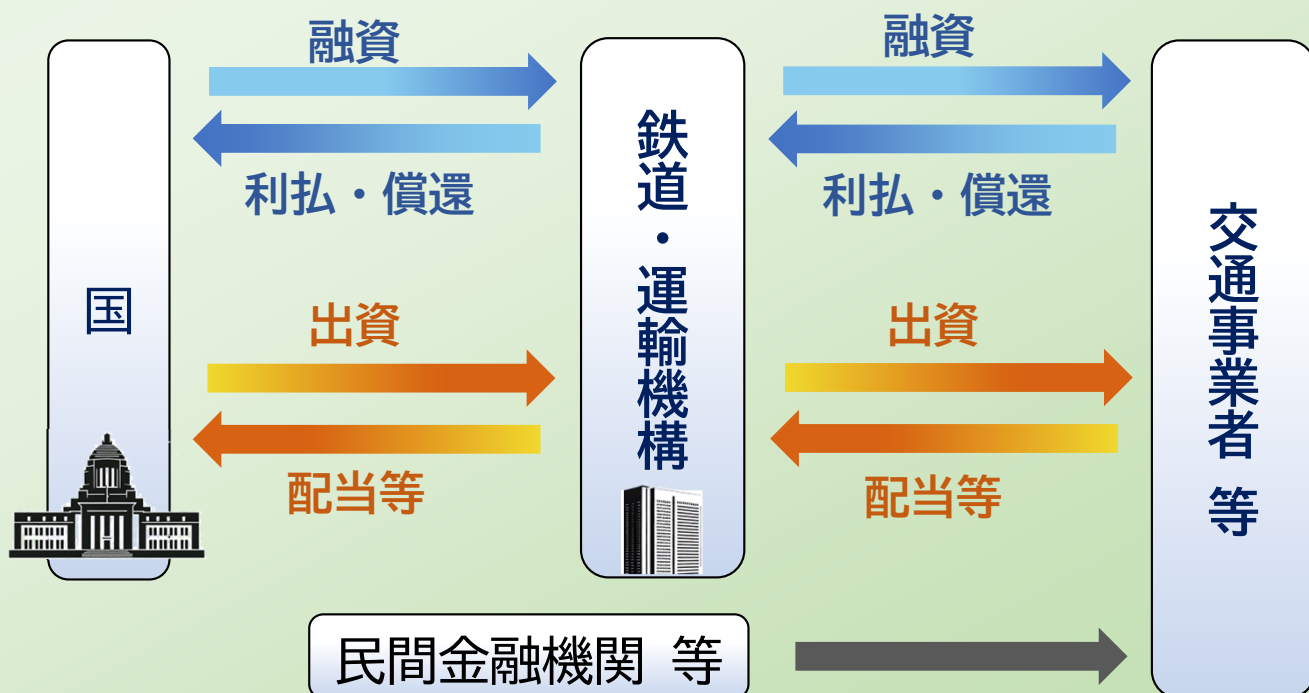 融資
融資
利払・償還
利払・償還
国
鉄道・運輸機構
交通事業者 等
出資
出資
配当等
配当等
民間金融機関 等